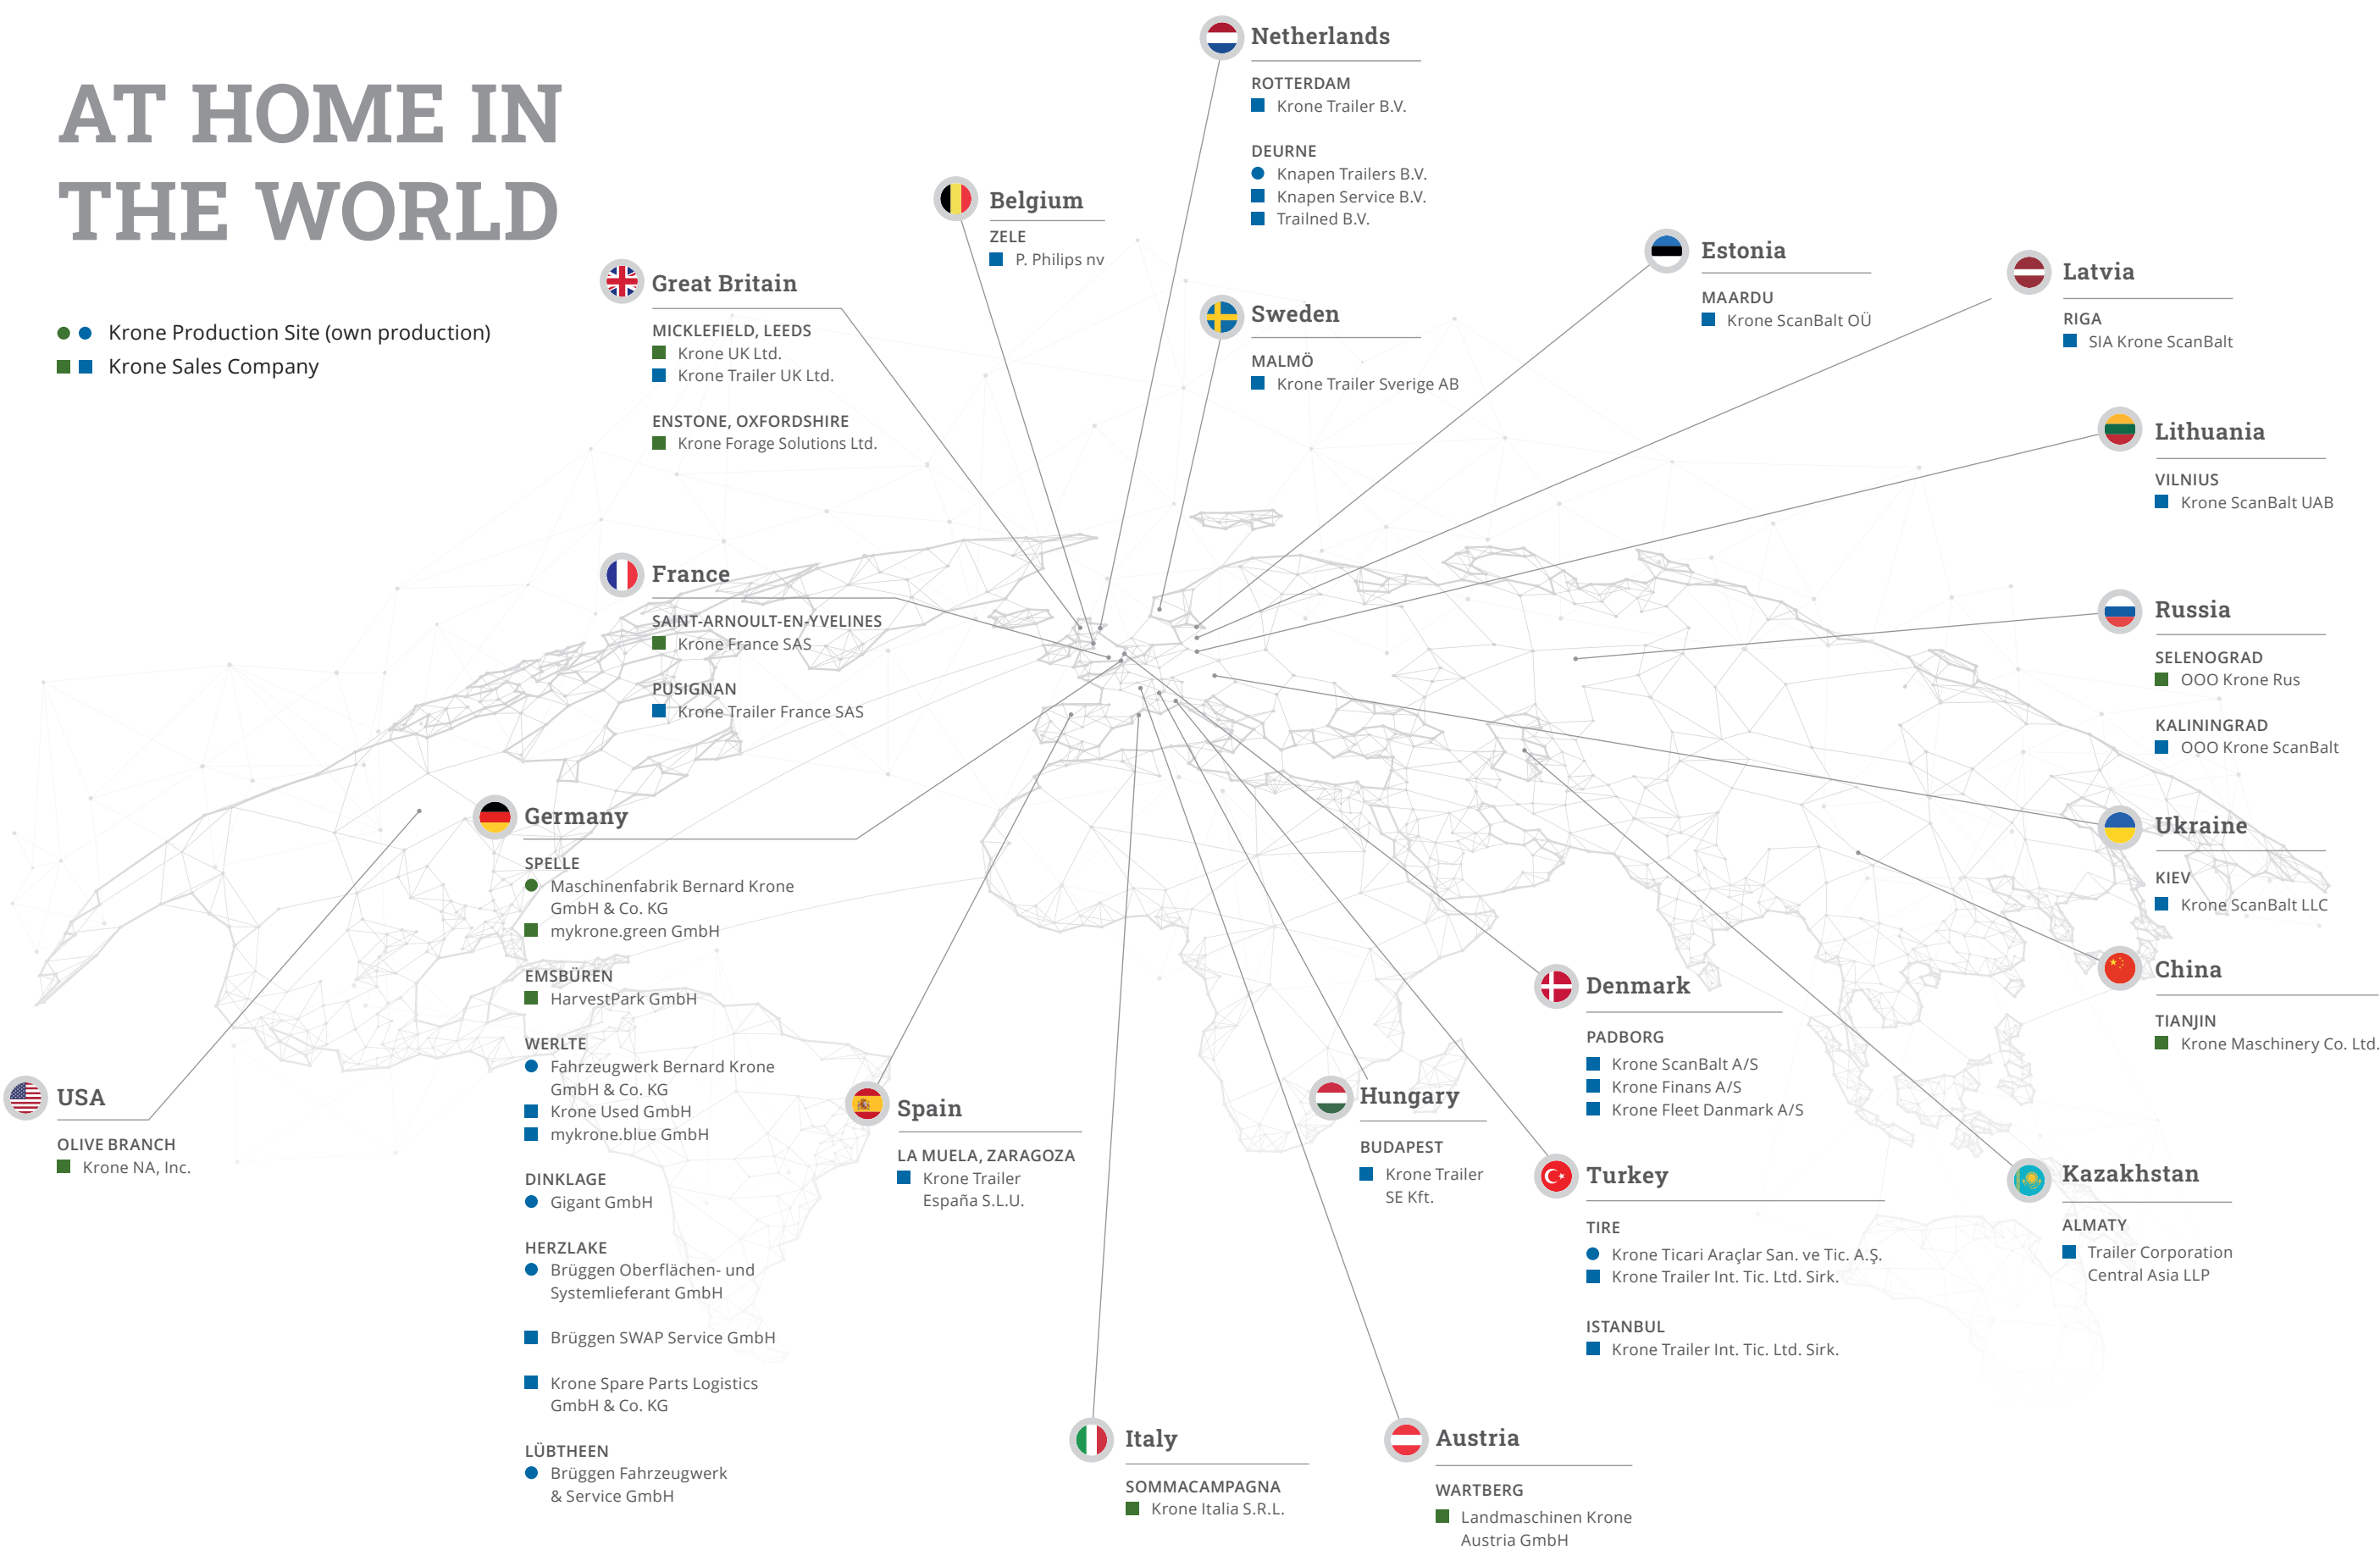 AT HOME IN
THE WORLD
Krone Production Site (own production)
Krone Sales Company
Netherlands
ROTTERDAM
Krone Trailer B.V.
DEURNE
Knapen Trailers B.V.
Knapen Service B.V.
Trailned B.V.
Belgium
ZELE
P. Philips nv
Great Britain
MICKLEFIELD, LEEDS
Krone UK Ltd.
Krone Trailer UK Ltd.
ENSTONE, OXFORDSHIRE
Krone Forage Solutions Ltd.
Sweden
MALMÖ
Krone Trailer Sverige AB
Estonia
MAARDU
Krone ScanBalt OÜ
Latvia
RIGA
SIA Krone ScanBalt
Lithuania
VILNIUS
Krone ScanBalt UAB
France
SAINT-ARNOULT-EN-YVELINES
Krone France SAS
PUSIGNAN
Krone Trailer France SAS
Russia
SELENOGRAD
OOO Krone Rus
KALININGRAD
OOO Krone ScanBalt
Germany
SPELLE
Maschinenfabrik Bernard Krone
GmbH & Co. KG
mykrone.green GmbH
EMSBÜREN
HarvestPark GmbH
WERLTE
Fahrzeugwerk Bernard Krone
GmbH & Co. KG
Krone Used GmbH
mykrone.blue GmbH
DINKLAGE
Gigant GmbH
HERZLAKE
Brüggen Oberflächen- und
Systemlieferant GmbH
Brüggen SWAP Service GmbH
Krone Spare Parts Logistics
GmbH & Co. KG
LÜBTHEEN
Brüggen Fahrzeugwerk
& Service GmbH
Ukraine
KIEV
Krone ScanBalt LLC
China
TIANJIN
Krone Maschinery Co. Ltd.
USA
OLIVE BRANCH
Krone NA, Inc.
Spain
LA MUELA, ZARAGOZA
Krone Trailer
España S.L.U.
Hungary
BUDAPEST
Krone Trailer
SE Kft.
Denmark
PADBORG
Krone ScanBalt A/S
Krone Finans A/S
Krone Fleet Danmark A/S
Turkey
TIRE
Krone Ticari Araçlar San. ve Tic. A.Ş.
Krone Trailer Int. Tic. Ltd. Sirk.
ISTANBUL
Krone Trailer Int. Tic. Ltd. Sirk.
Kazakhstan
ALMATY
Trailer Corporation
Central Asia LLP
Italy
SOMMACAMPAGNA
Krone Italia S.R.L.
Austria
WARTBERG
Landmaschinen Krone
Austria GmbH